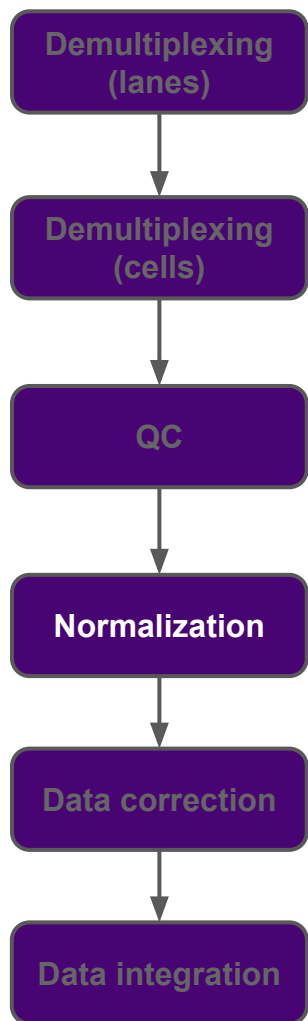 Demultiplexing
(lanes)
Demultiplexing
(cells)
QC
Normalization
Data correction
Data integration